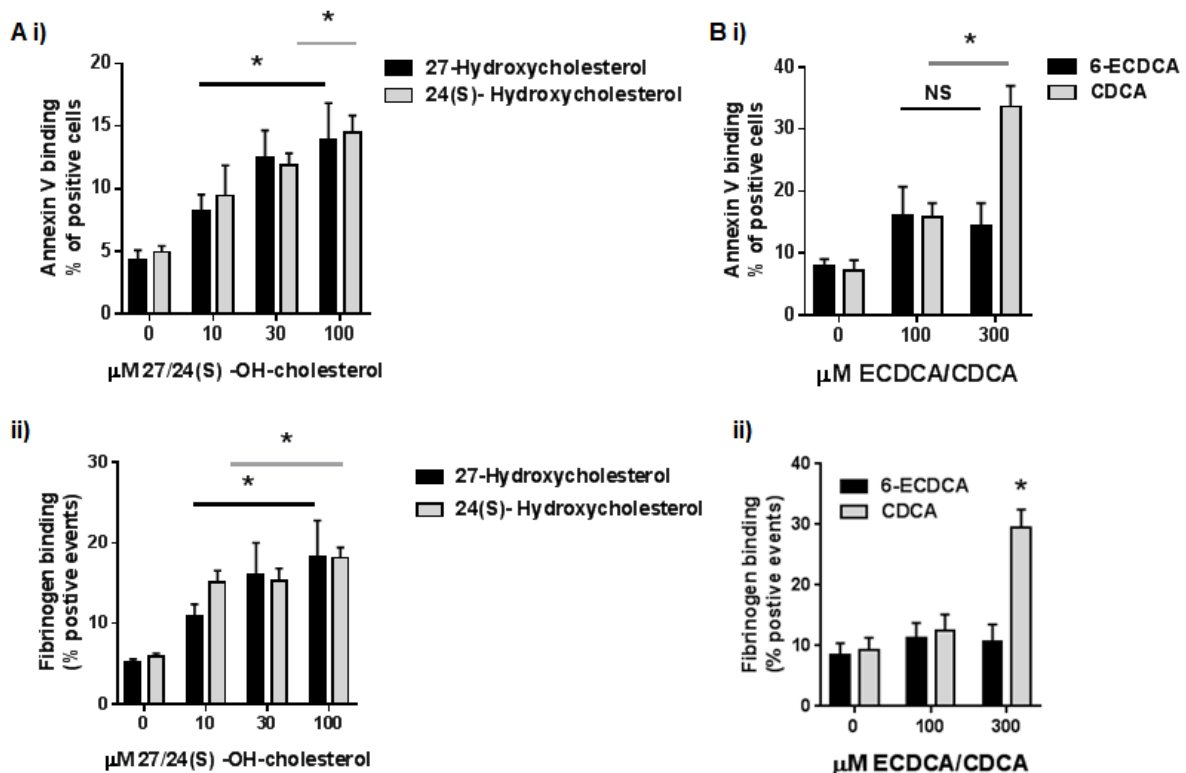 A i)
*
*
27-Hydroxycholesterol
24(S)- Hydroxycholesterol
Annexin V binding
% of positive cells
20
15
10
5
0
0 10 30 100
μM 27/24(S) -OH-cholesterol
B i)
*
NS
6-ECDCA
CDCA
Annexin V binding
% of positive cells
40
30
20
10
0
0 100 300
μM ECDCA/CDCA
ii)
*
*
27-Hydroxycholesterol
24(S)- Hydroxycholesterol
Fibrinogen binding
(% postive events)
30
20
10
0
0 10 30 100
μM 27/24(S) -OH-cholesterol
ii)
6-ECDCA
CDCA
*
Fibrinogen binding
(% postive events)
40
30
20
10
0
0 100 300
μM ECDCA/CDCA